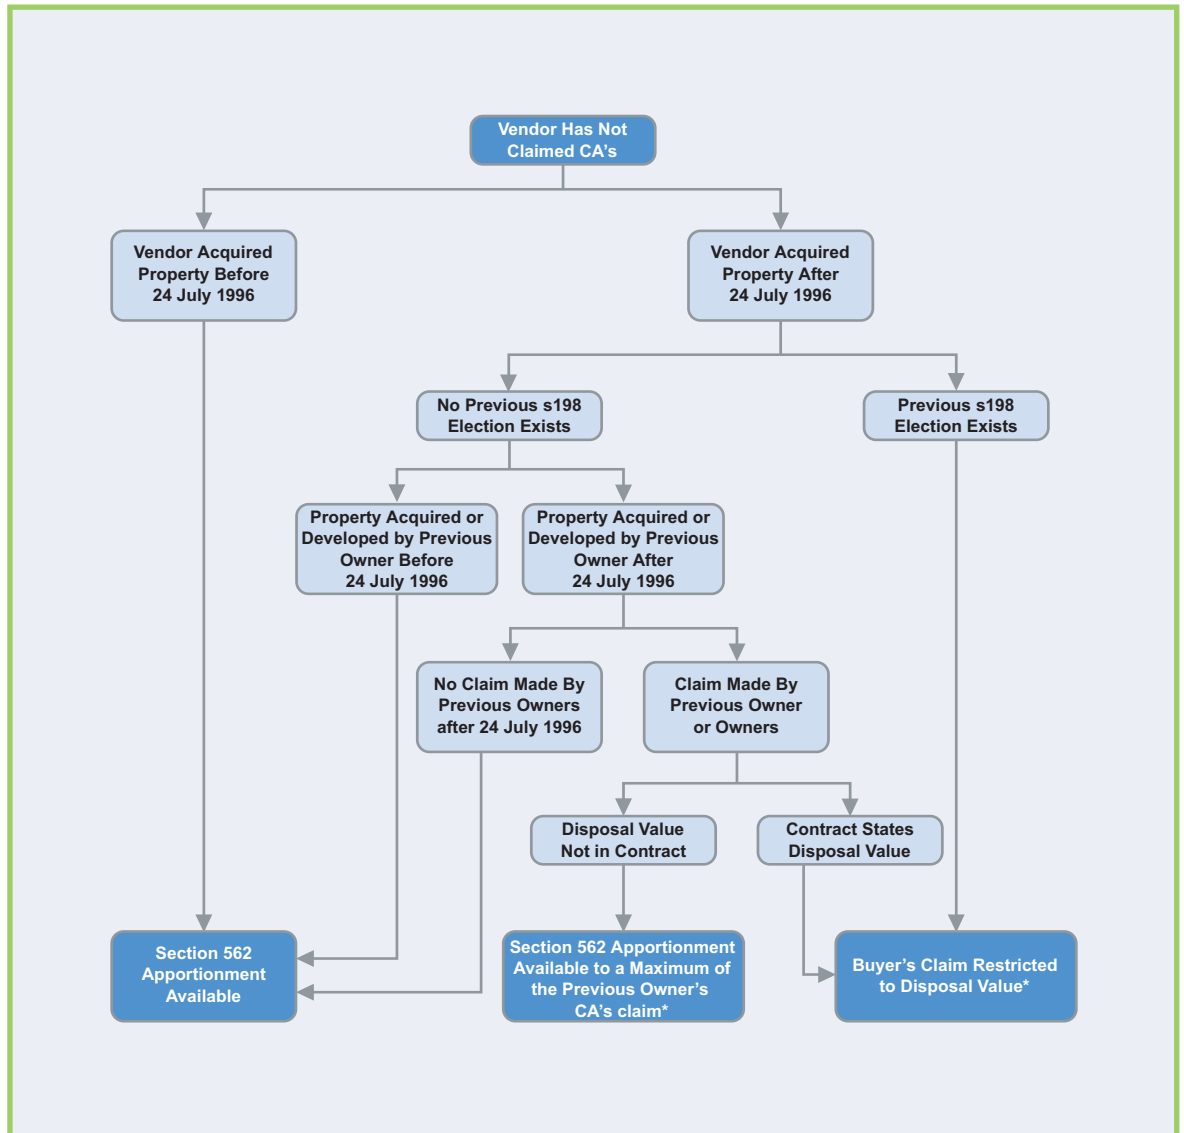 Vendor Has Not
Claimed CA's
Vendor Acquired
Property Before
24 July 1996
Vendor Acquired
Property After
24 July 1996
No Previous s198
Election Exists
Previous s198
Election Exists
Property Acquired or
Developed by Previous
Owner Before
24 July 1996
Property Acquired or
Developed by Previous
Owner After
24 July 1996
No Claim Made By
Previous Owners
after 24 July 1996
Claim Made By
Previous Owner
or Owners
Disposal Value
Not in Contract
Contract States
Disposal Value
Section 562
Apportionment
Available
Section 562 Apportionment
Available to a Maximum of
the Previous Owner's
CA's claim*
Buyer's Claim Restricted
to Disposal Value*